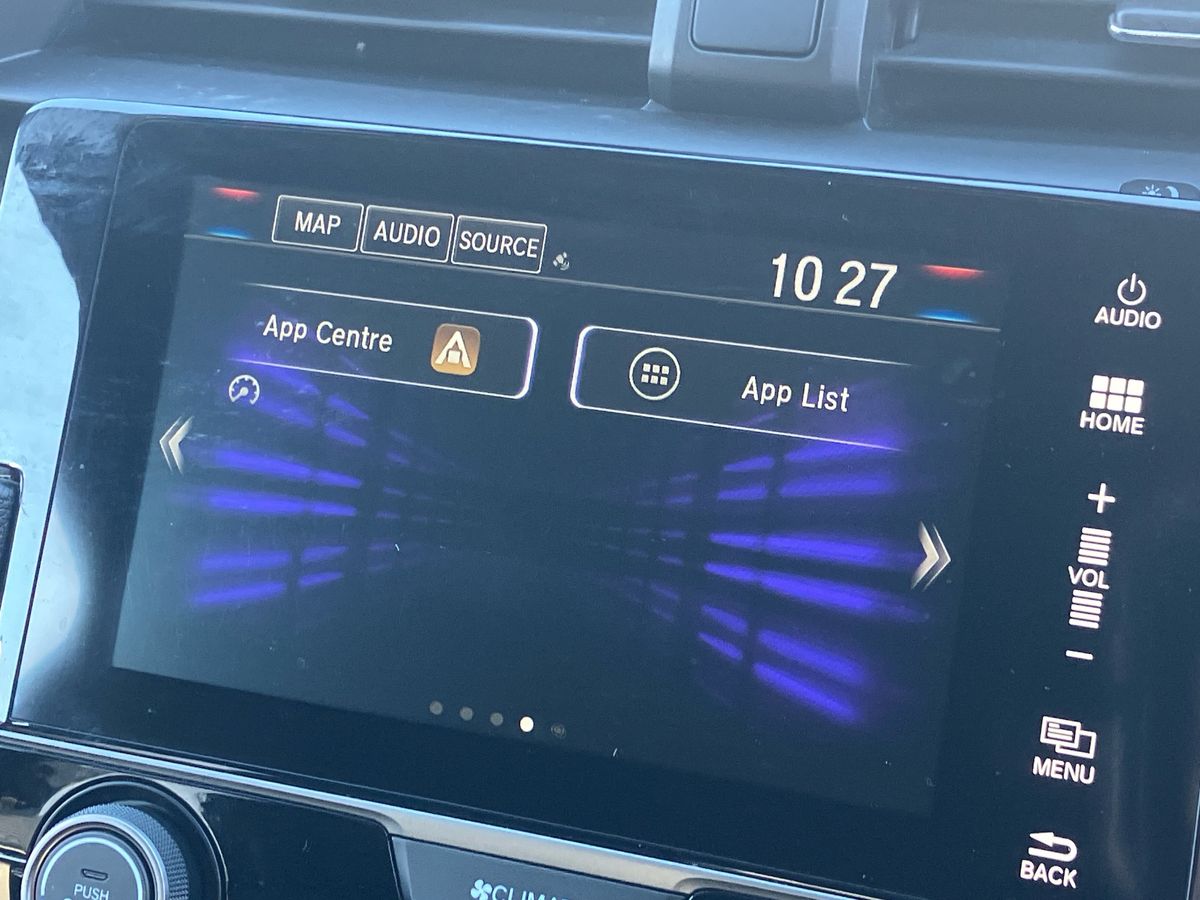 MAP
AUDIO
SOURCE
10 27
App Centre
App List
AUDIO
HOME
+
VOL
−
MENU
BACK
PUSH